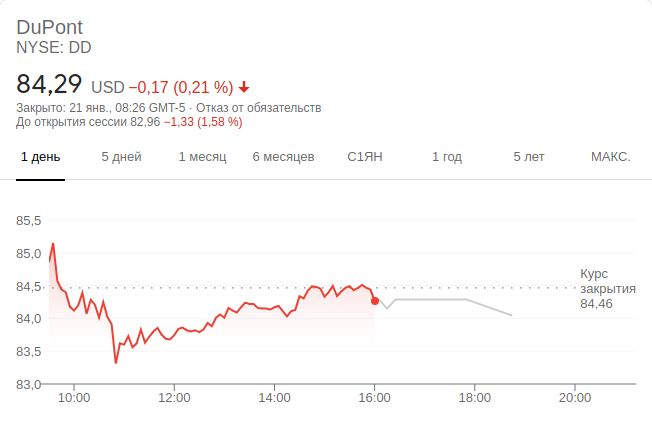 DuPont
NYSE: DD
84,29 USD −0,17 (0,21 %)
Закрыто: 21 янв., 08:26 GMT-5 · Отказ от обязательств
До открытия сессии 82,96 −1,33 (1,58 %)
1 день 5 дней 1 месяц 6 месяцев С1ЯН 1 год 5 лет МАКС.
85,5
85,0
84,5
84,0
83,5
83,0
Курс
закрытия
84,46
10:00 12:00 14:00 16:00 18:00 20:00